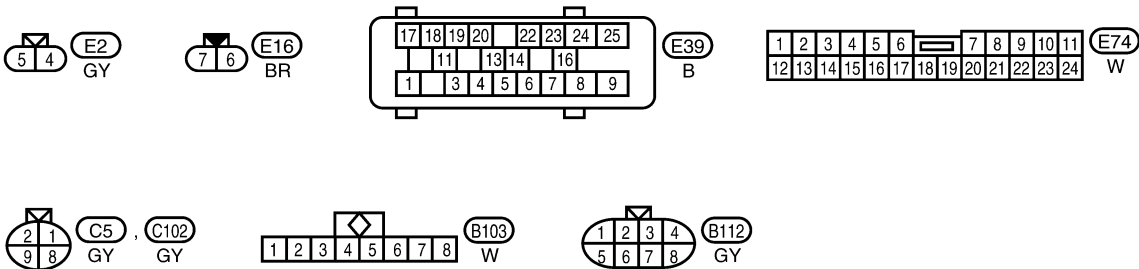 5 4 E2
GY
7 6 E16
BR
17 18 19 20 22 23 24 25
11 13 14 16
1 3 4 5 6 7 8 9
E39
B
1 2 3 4 5 6 7 8 9 10 11
12 13 14 15 16 17 18 19 20 21 22 23 24
E74
W
2 1
9 8
C5 , C102
GY GY
1 2 3 4 5 6 7 8
B103
W
1 2 3 4
5 6 7 8
B112
GY